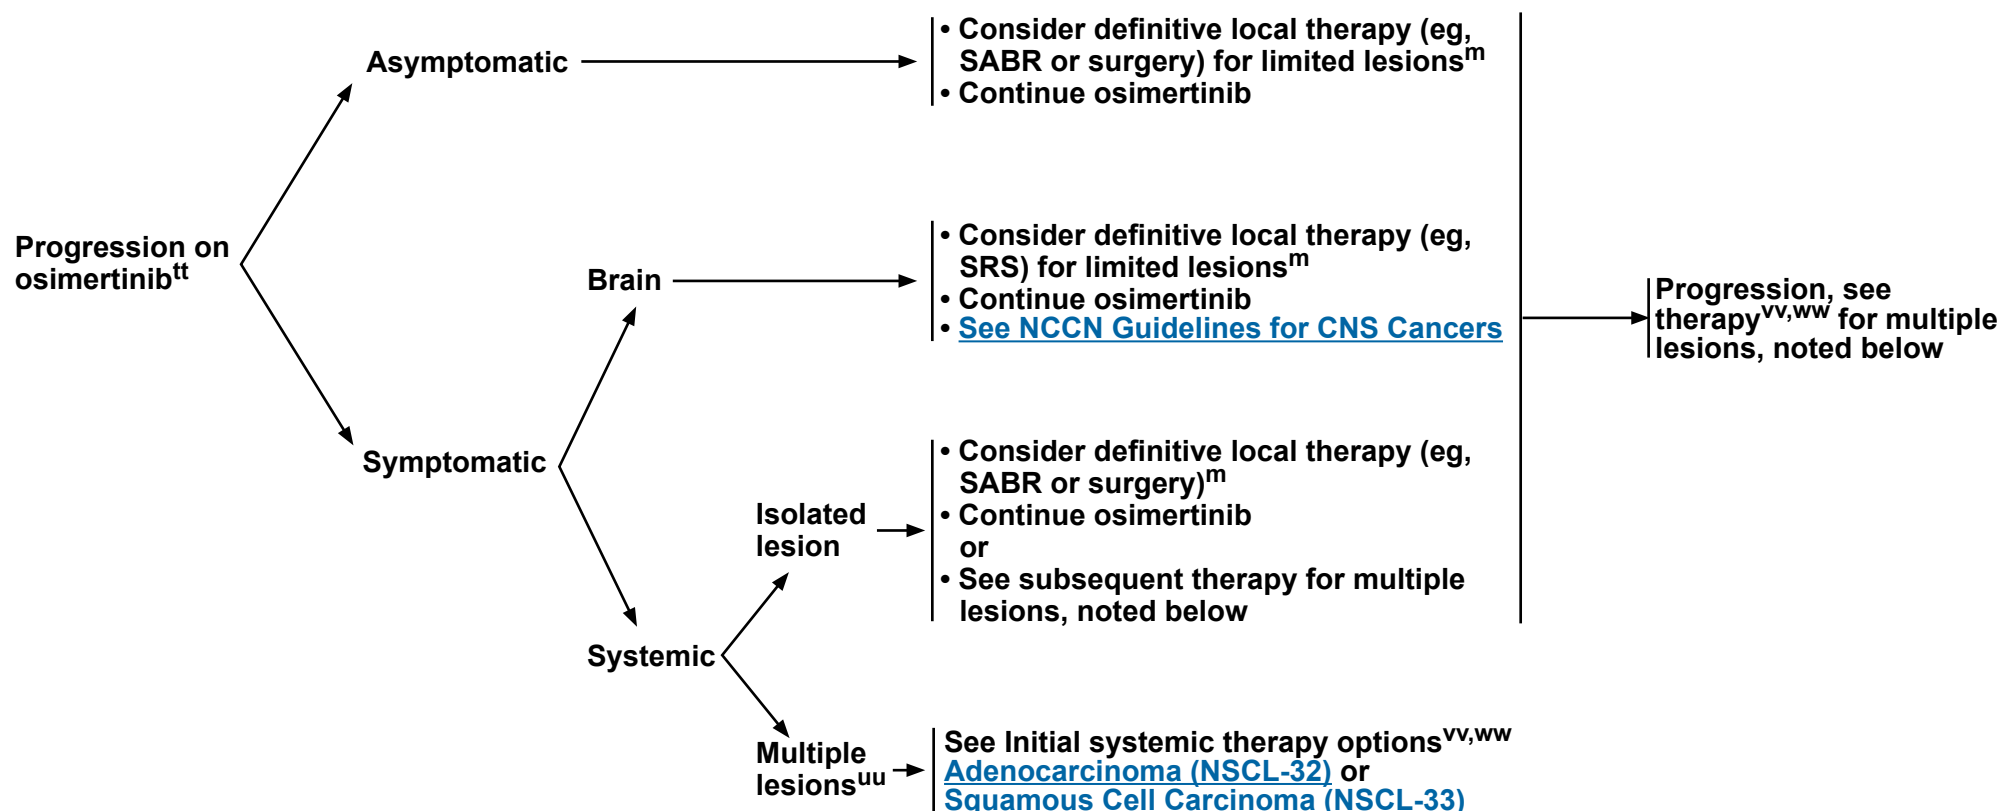 Asymptomatic
• Consider definitive local therapy (eg,
SABR or surgery) for limited lesionsm
• Continue osimertinib
Progression on
osimertinibtt
Brain
• Consider definitive local therapy (eg,
SRS) for limited lesionsm
• Continue osimertinib
• See NCCN Guidelines for CNS Cancers
Progression, see
therapyvv,ww for multiple
lesions, noted below
Symptomatic
Isolated
lesion
• Consider definitive local therapy (eg,
SABR or surgery)m
• Continue osimertinib
or
• See subsequent therapy for multiple
lesions, noted below
Systemic
Multiple
lesionsuu
See Initial systemic therapy optionsvv,ww
Adenocarcinoma (NSCL-32) or
Squamous Cell Carcinoma (NSCL-33)